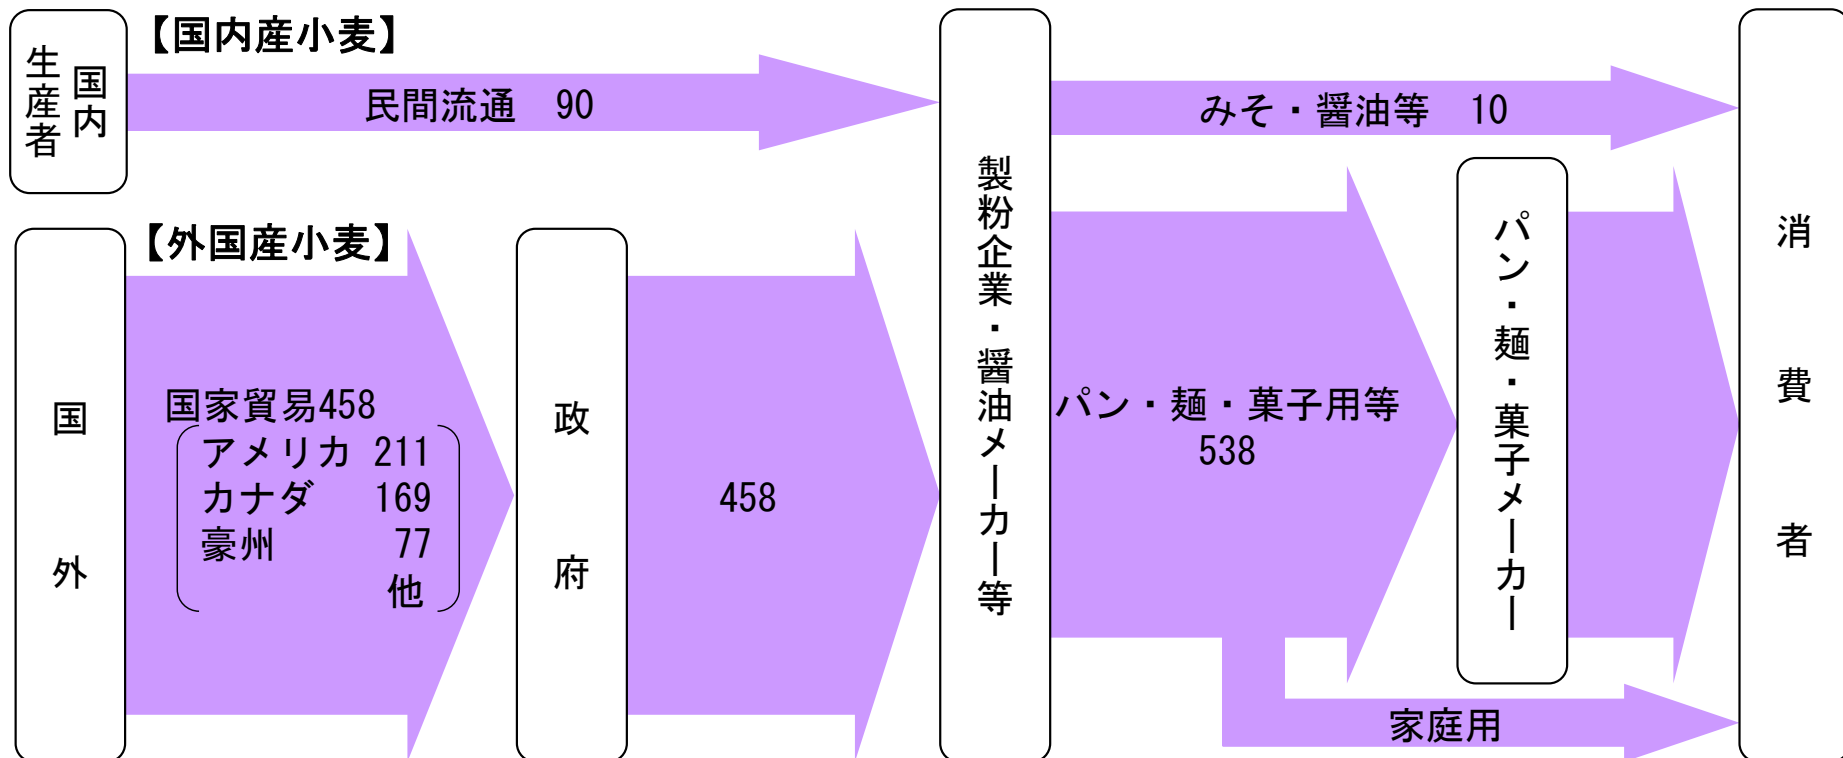 国内
生産者
【国内産小麦】
民間流通　90
みそ・醤油等　10
【外国産小麦】
国外
国家貿易458
アメリカ 211
カナダ　 169
豪州　　　77
他
政府
458
製粉企業・醤油メーカー等
パン・麺・菓子用等
538
パン・麺・菓子メーカー
家庭用
消費者